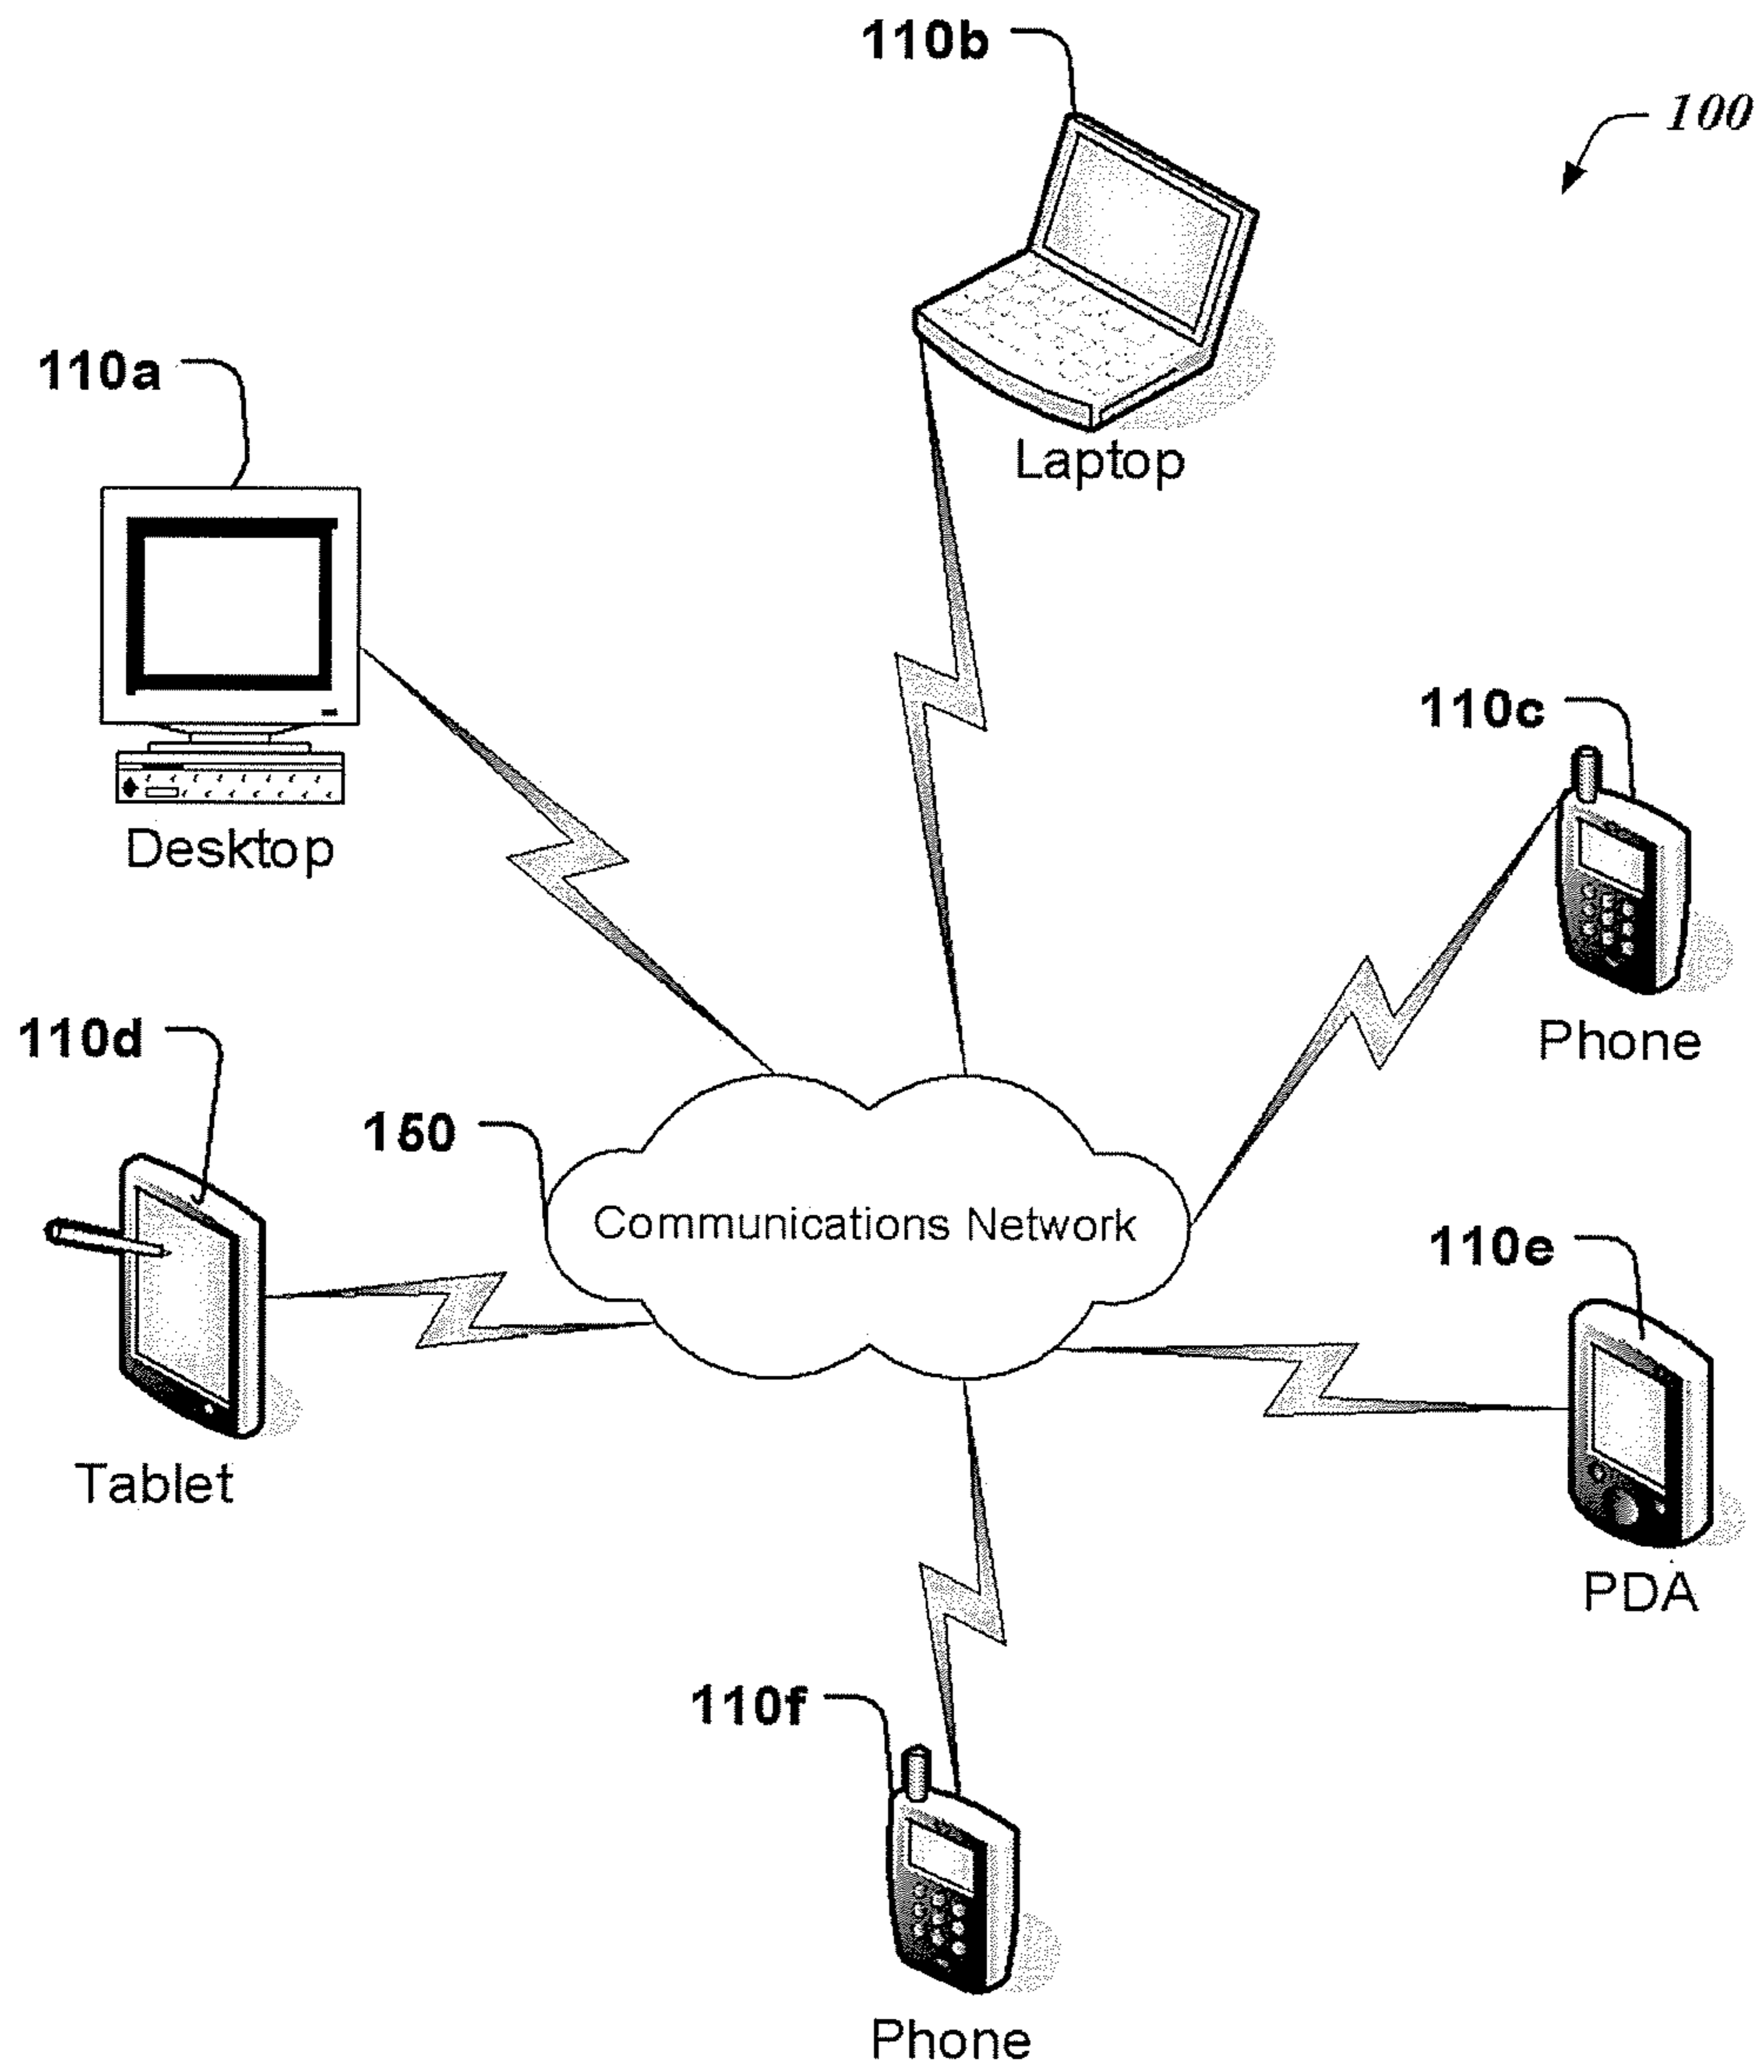 110b
100
110a
Laptop
110c
Desktop
110d
Phone
150
Communications Network
110e
Tablet
PDA
110f
Phone